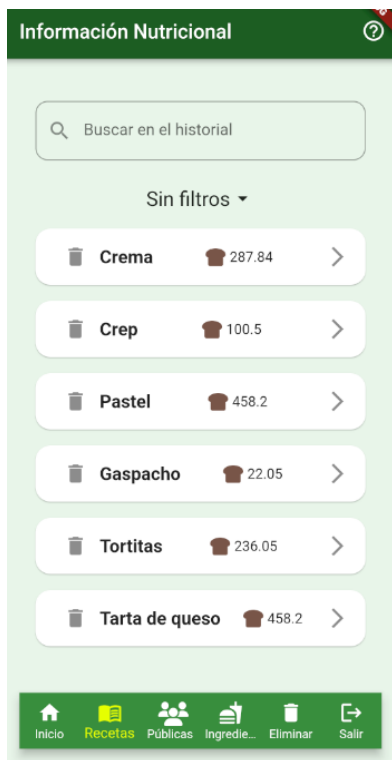 Información Nutricional
Buscar en el historial
Sin filtros
Crema 287.84
Crep 100.5
Pastel 458.2
Gaspacho 22.05
Tortitas 236.05
Tarta de queso 458.2
Inicio Recetas Públicas Ingredie... Eliminar Salir